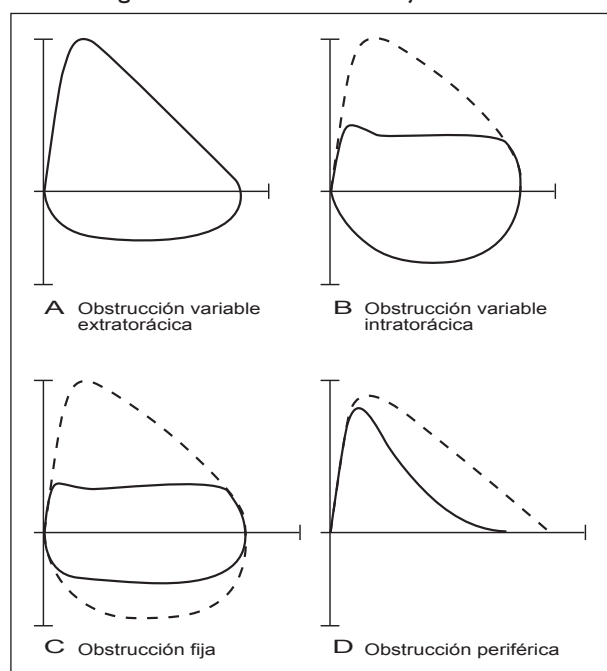 A Obstrucción variable
extratorácica
B Obstrucción variable
intratorácica
C Obstrucción fija
D Obstrucción periférica